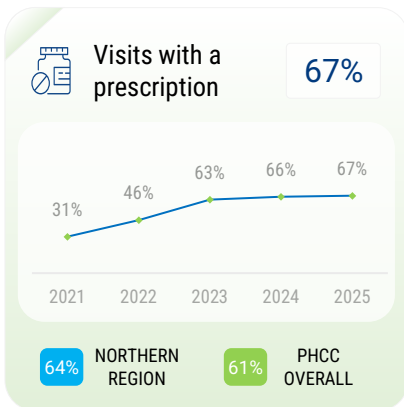 Visits with a
prescription
67%
31%
46%
63%
66%
67%
2021
2022
2023
2024
2025
64%
NORTHERN
REGION
61%
PHCC
OVERALL